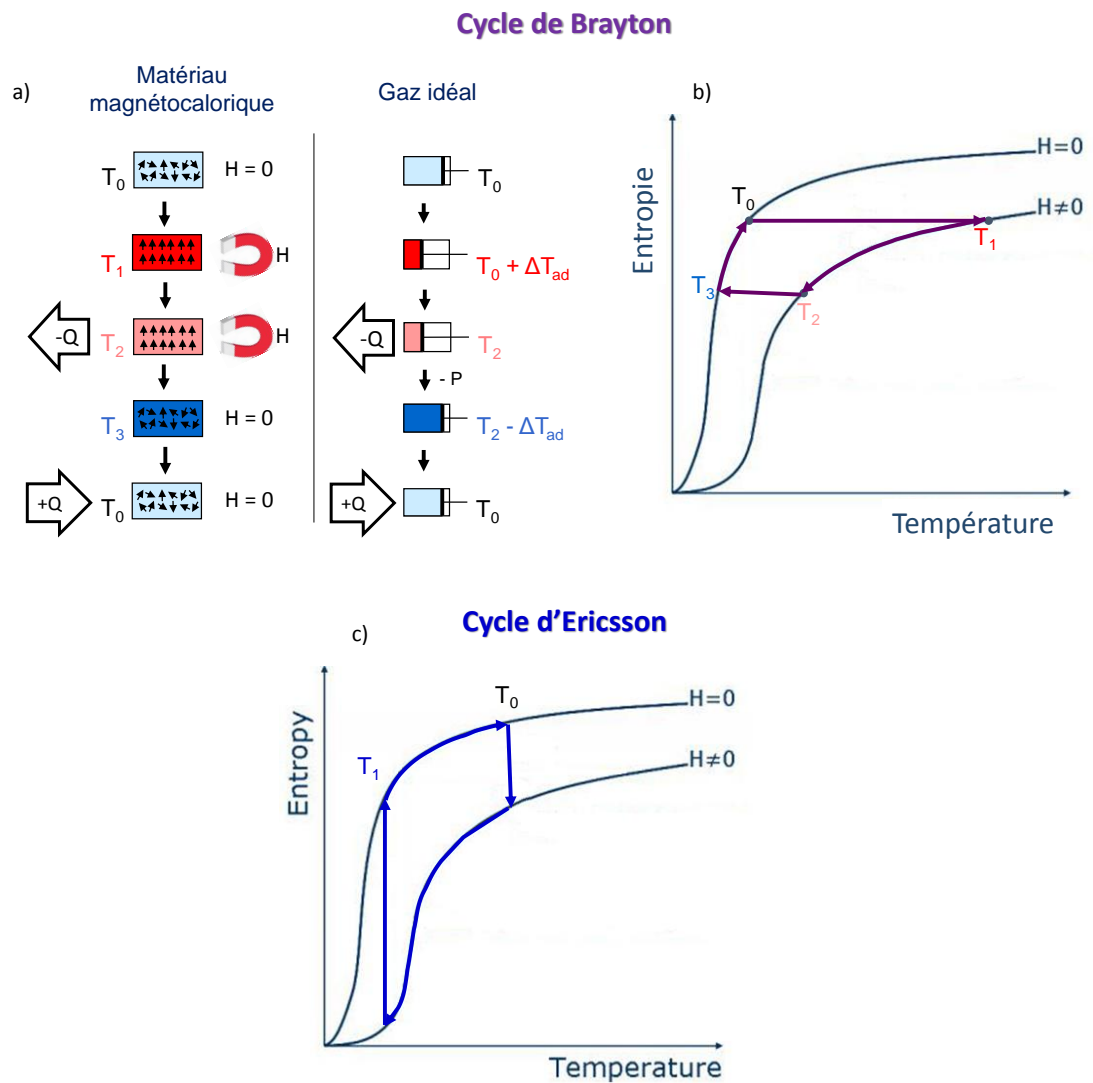 Cycle de Brayton
a)
Matériau
magnétocalorique
Gaz idéal
T₀
H = 0
T₀
T₁
H
T₀ + ΔTad
-Q
T₂
H
-Q
T₂
- P
T₃
H = 0
T₂ - ΔTad
+Q
T₀
H = 0
+Q
T₀
b)
Entropie
H=0
T₀
H≠0
T₁
T₃
T₂
Température
Cycle d’Ericsson
c)
Entropy
T₀
H=0
T₁
H≠0
Temperature